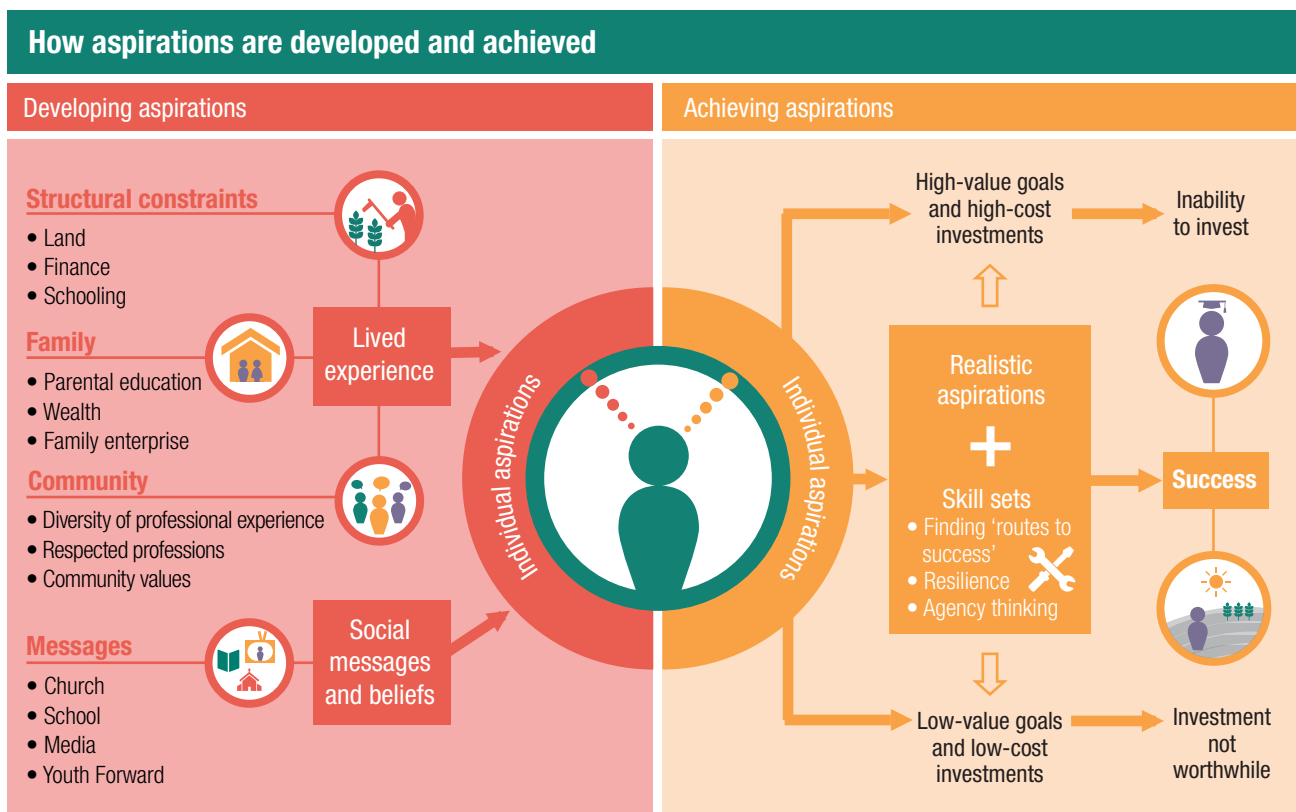 How aspirations are developed and achieved
Developing aspirations
Structural constraints
• Land
• Finance
• Schooling
Family
• Parental education
• Wealth
• Family enterprise
Community
• Diversity of professional experience
• Respected professions
• Community values
Messages
• Church
• School
• Media
• Youth Forward
Lived
experience
Social
messages
and beliefs
Individual aspirations
Achieving aspirations
Individual aspirations
High-value goals
and high-cost
investments
Inability
to invest
Realistic
aspirations
+
Skill sets
• Finding ‘routes to
success’
• Resilience
• Agency thinking
Success
Low-value goals
and low-cost
investments
Investment
not
worthwhile